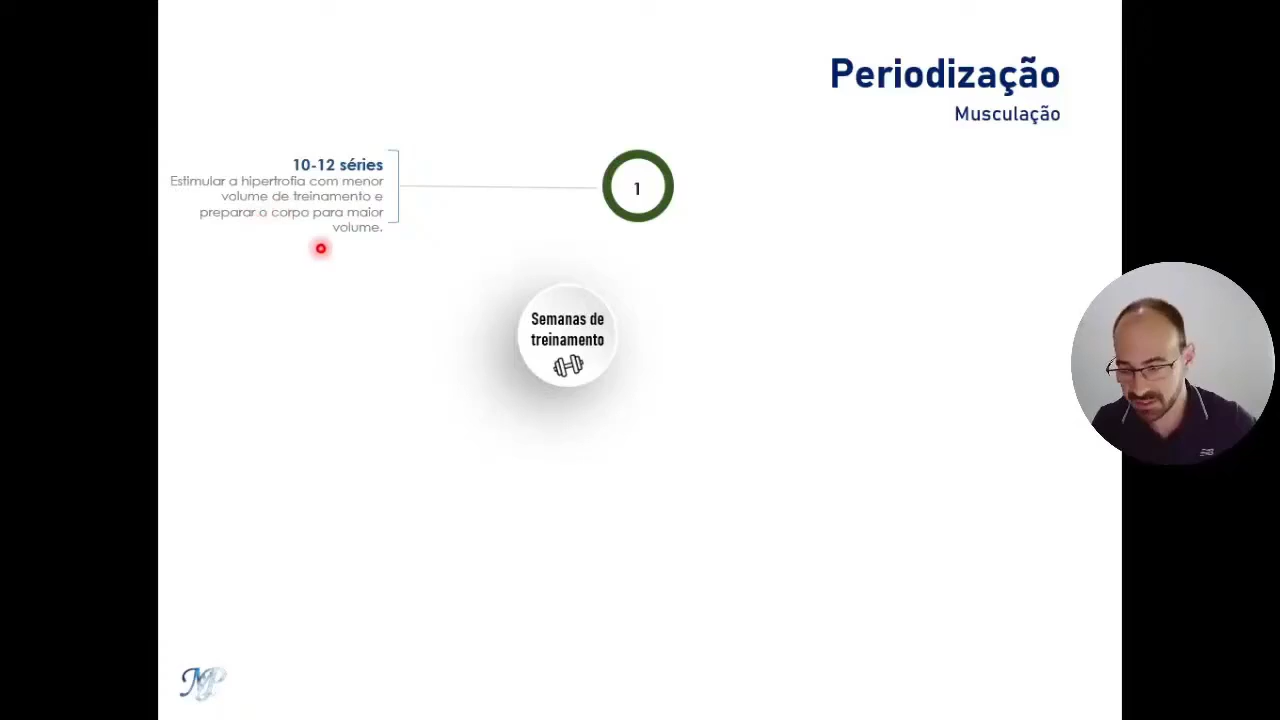 Periodização
Musculação
10-12 séries
Estimular a hipertrofia com menor
volume de treinamento e
preparar o corpo para maior
volume.
1
Semanas de
treinamento
MP